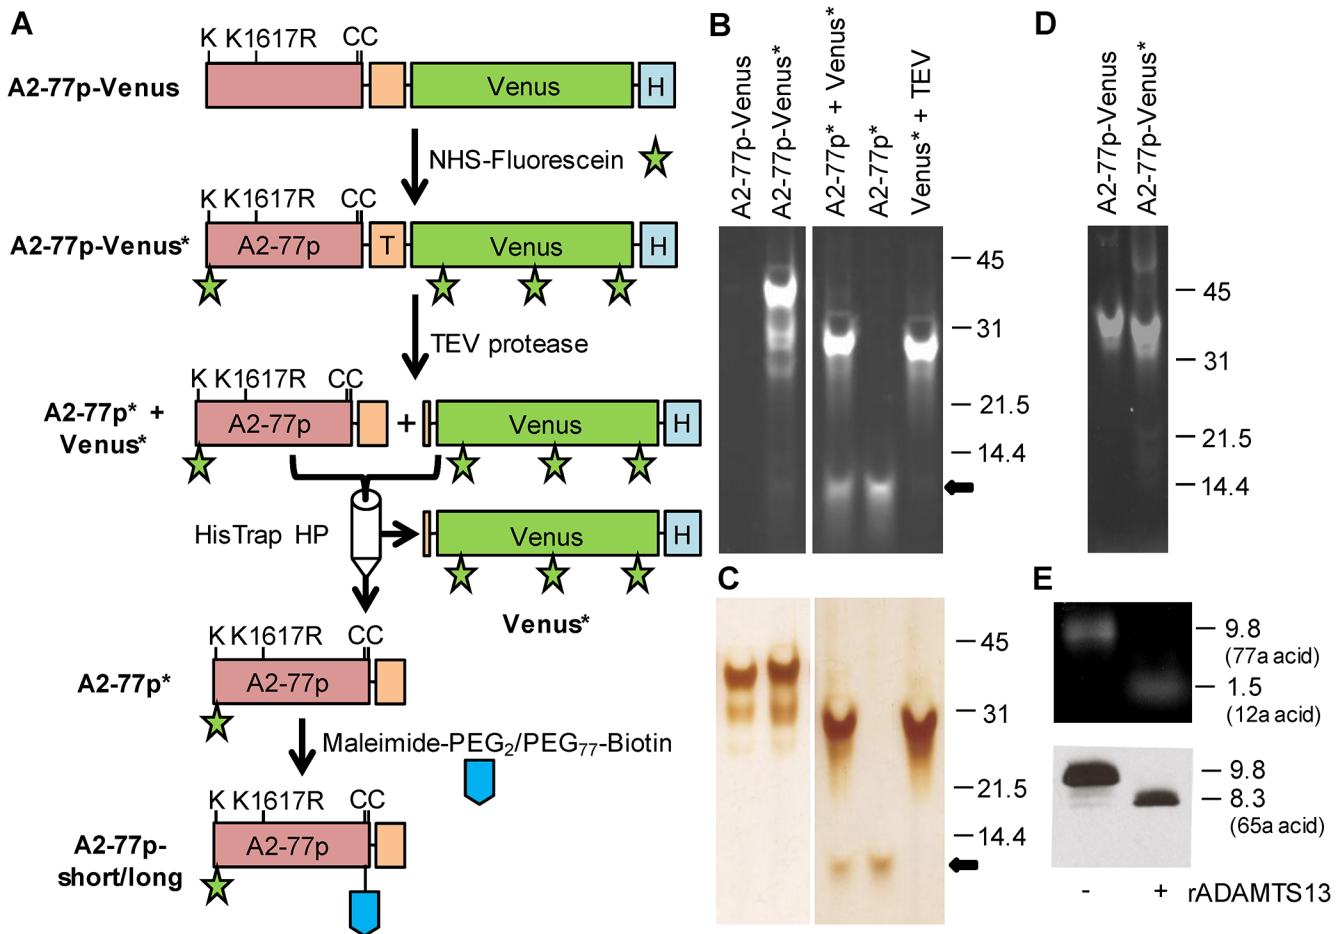 A
K K1617R CC
A2-77p-Venus
Venus
H
NHS-Fluorescein
K K1617R CC
A2-77p-Venus*
A2-77p
T
Venus
H
TEV protease
K K1617R CC
A2-77p* +
Venus*
A2-77p
+
Venus
H
HisTrap HP
Venus
H
Venus*
K K1617R CC
A2-77p*
A2-77p
Maleimide-PEG2/PEG77-Biotin
K K1617R CC
A2-77p-
short/long
A2-77p
B
A2-77p-Venus
A2-77p-Venus*
A2-77p* + Venus*
A2-77p*
Venus* + TEV
45
31
21.5
14.4
C
45
31
21.5
14.4
D
A2-77p-Venus
A2-77p-Venus*
45
31
21.5
14.4
E
9.8
(77a acid)
1.5
(12a acid)
9.8
8.3
(65a acid)
- + rADAMTS13